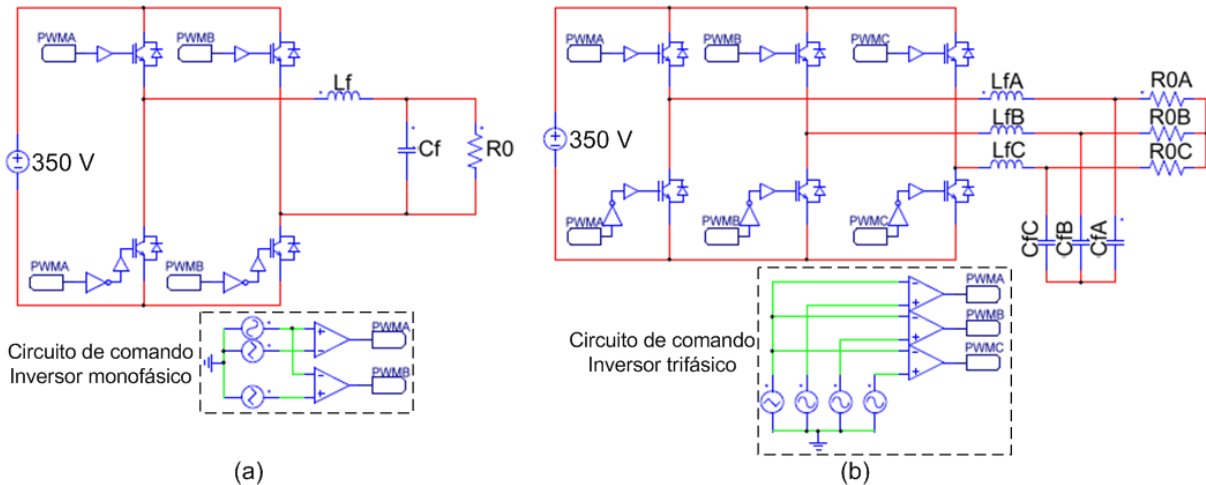 PWMA
PWMB
Lf
350 V
Cf
R0
PWMA
PWMB
Circuito de comando
Inversor monofásico
PWMA
PWMB
(a)
PWMA
PWMB
PWMC
LfA
R0A
LfB
R0B
LfC
R0C
350 V
PWMA
PWMB
PWMC
CfC
CfB
CfA
Circuito de comando
Inversor trifásico
PWMA
PWMB
PWMC
(b)